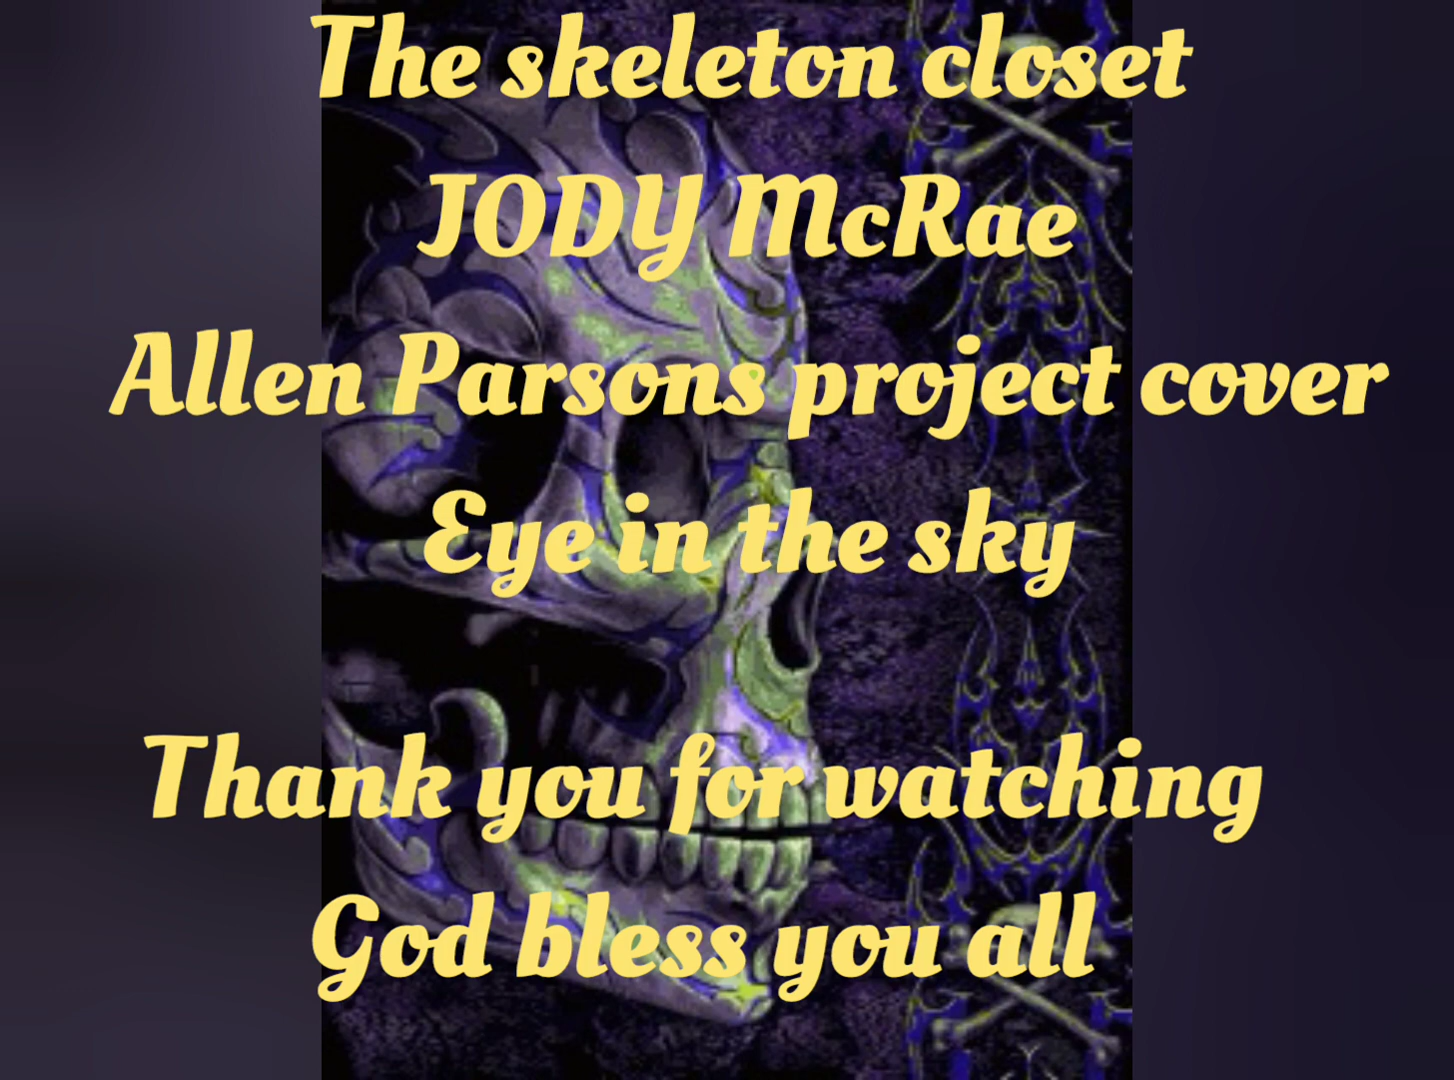 The skeleton closet
JODY McRae
Allen Parsons project cover
Eye in the sky
Thank you for watching
God bless you all